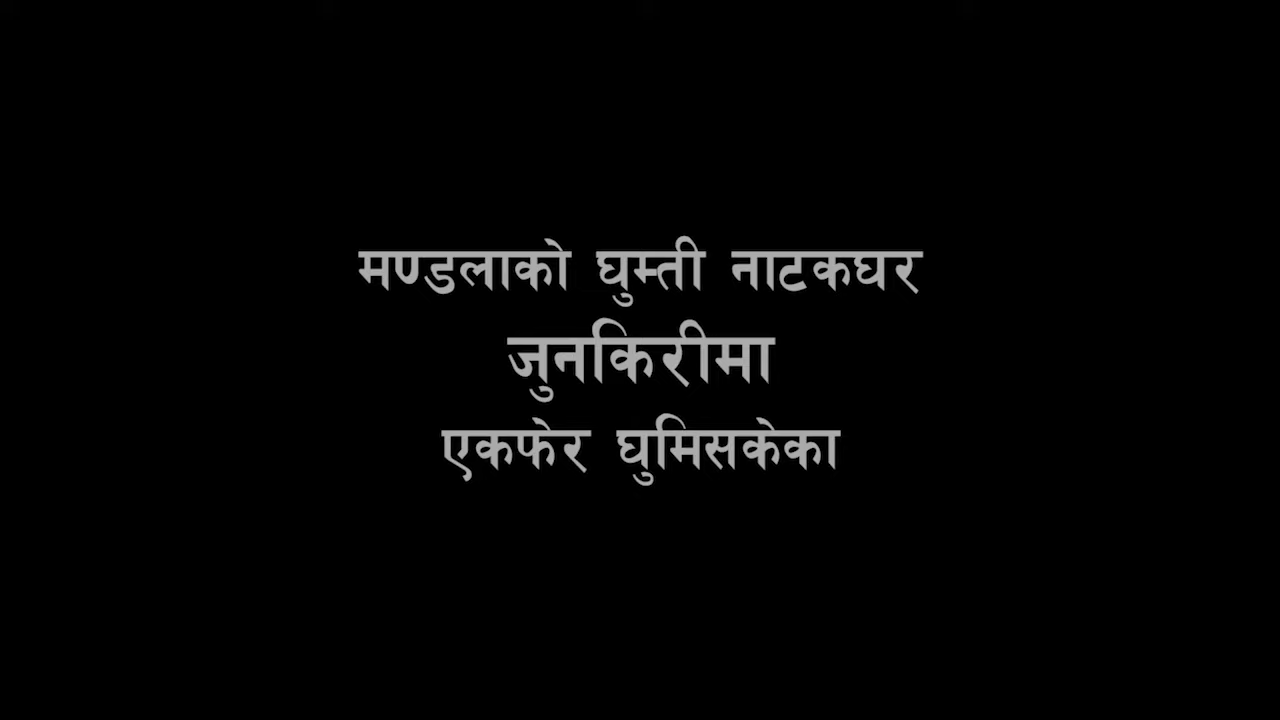 मण्डलाको घुम्ती नाटकघर
जुनकिरीमा
एकफेर घुमिसकेका